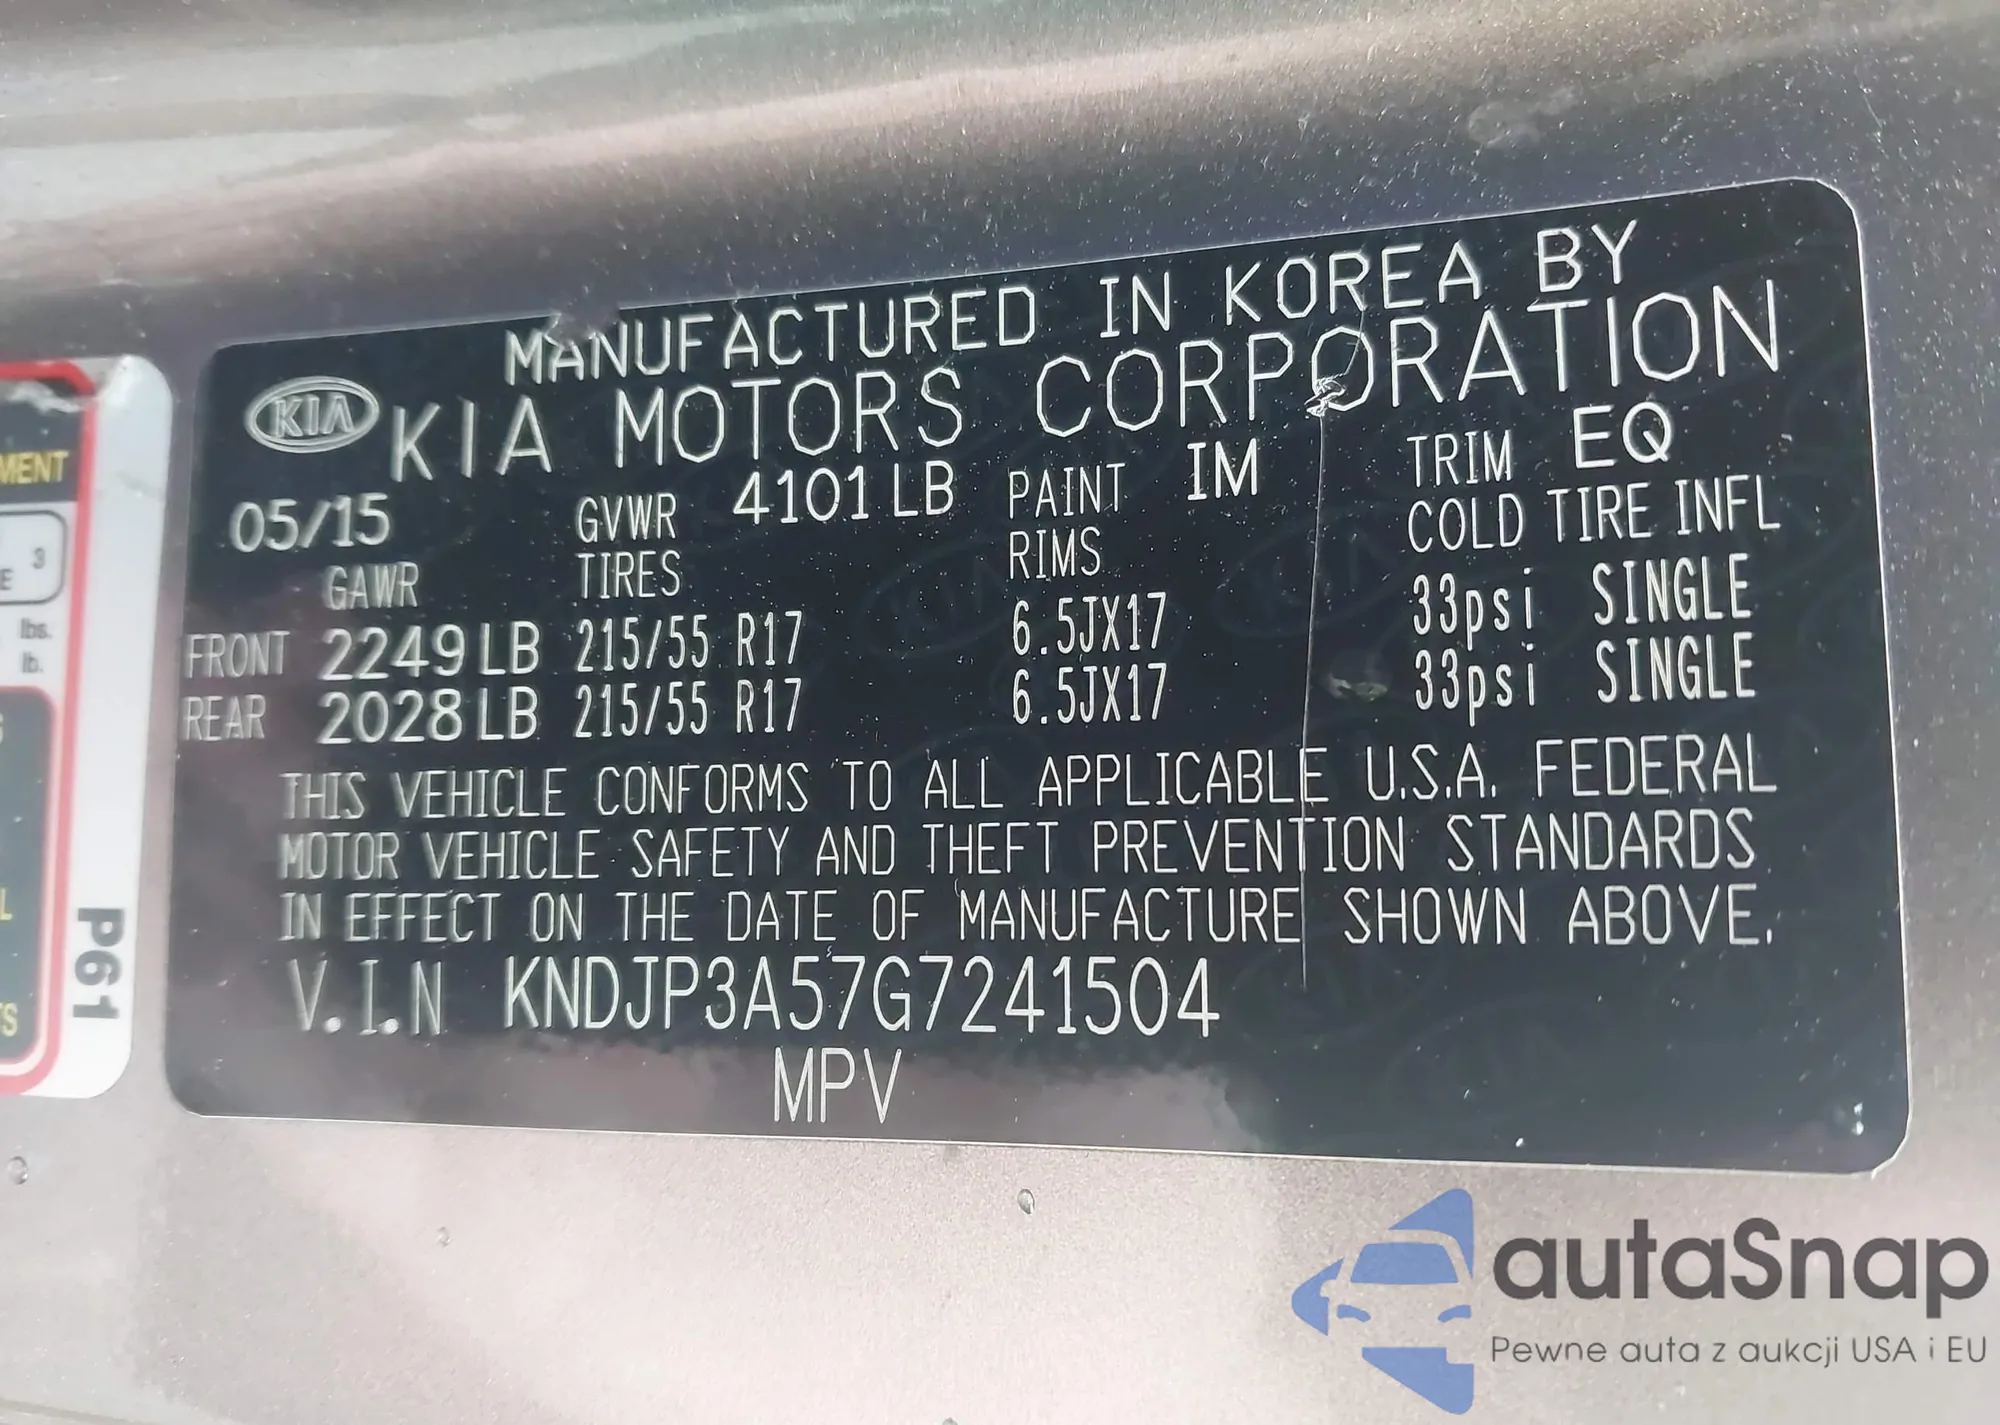 MANUFACTURED IN KOREA BY
KIA KIA MOTORS CORPORATION
05/15 GVWR 4101 LB PAINT IM TRIM EQ
GAWR TIRES RIMS COLD TIRE INFL
FRONT 2249 LB 215/55 R17 6.5JX17 33psi SINGLE
REAR 2028 LB 215/55 R17 6.5JX17 33psi SINGLE
THIS VEHICLE CONFORMS TO ALL APPLICABLE U.S.A. FEDERAL
MOTOR VEHICLE SAFETY AND THEFT PREVENTION STANDARDS
IN EFFECT ON THE DATE OF MANUFACTURE SHOWN ABOVE.
V.I.N KNDJP3A57G7241504
MPV
3
lbs.
lb.
P61
autaSnap
Pewne auta z aukcji USA i EU